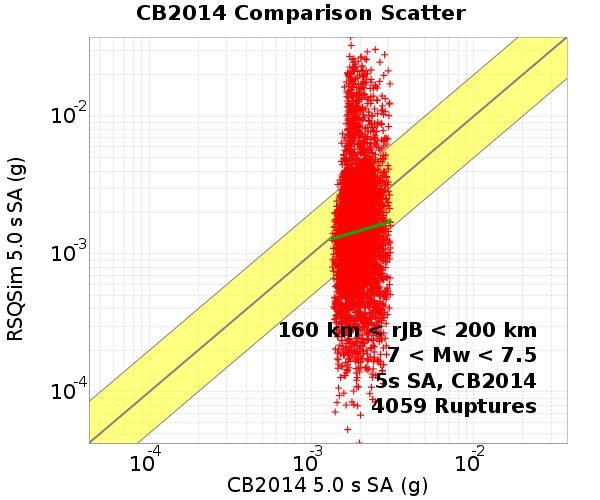 CB2014 Comparison Scatter
RSQSim 5.0 s SA (g)
10-2
10-3
10-4
160 km < rJB < 200 km
7 < Mw < 7.5
5s SA, CB2014
4059 Ruptures
10-4 10-3 10-2
CB2014 5.0 s SA (g)